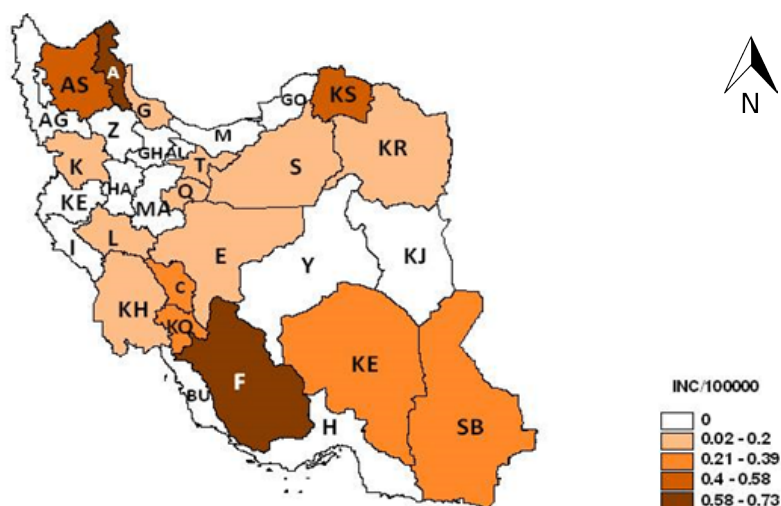 A
AS
KS
GO
G
AG
Z
M
GH
AL
KR
T
K
S
HA
Q
KE
MA
I
L
E
Y
KJ
C
KH
KO
KE
F
BU
H
SB
N
INC/100000
0
0.02 - 0.2
0.21 - 0.39
0.4 - 0.58
0.58 - 0.73